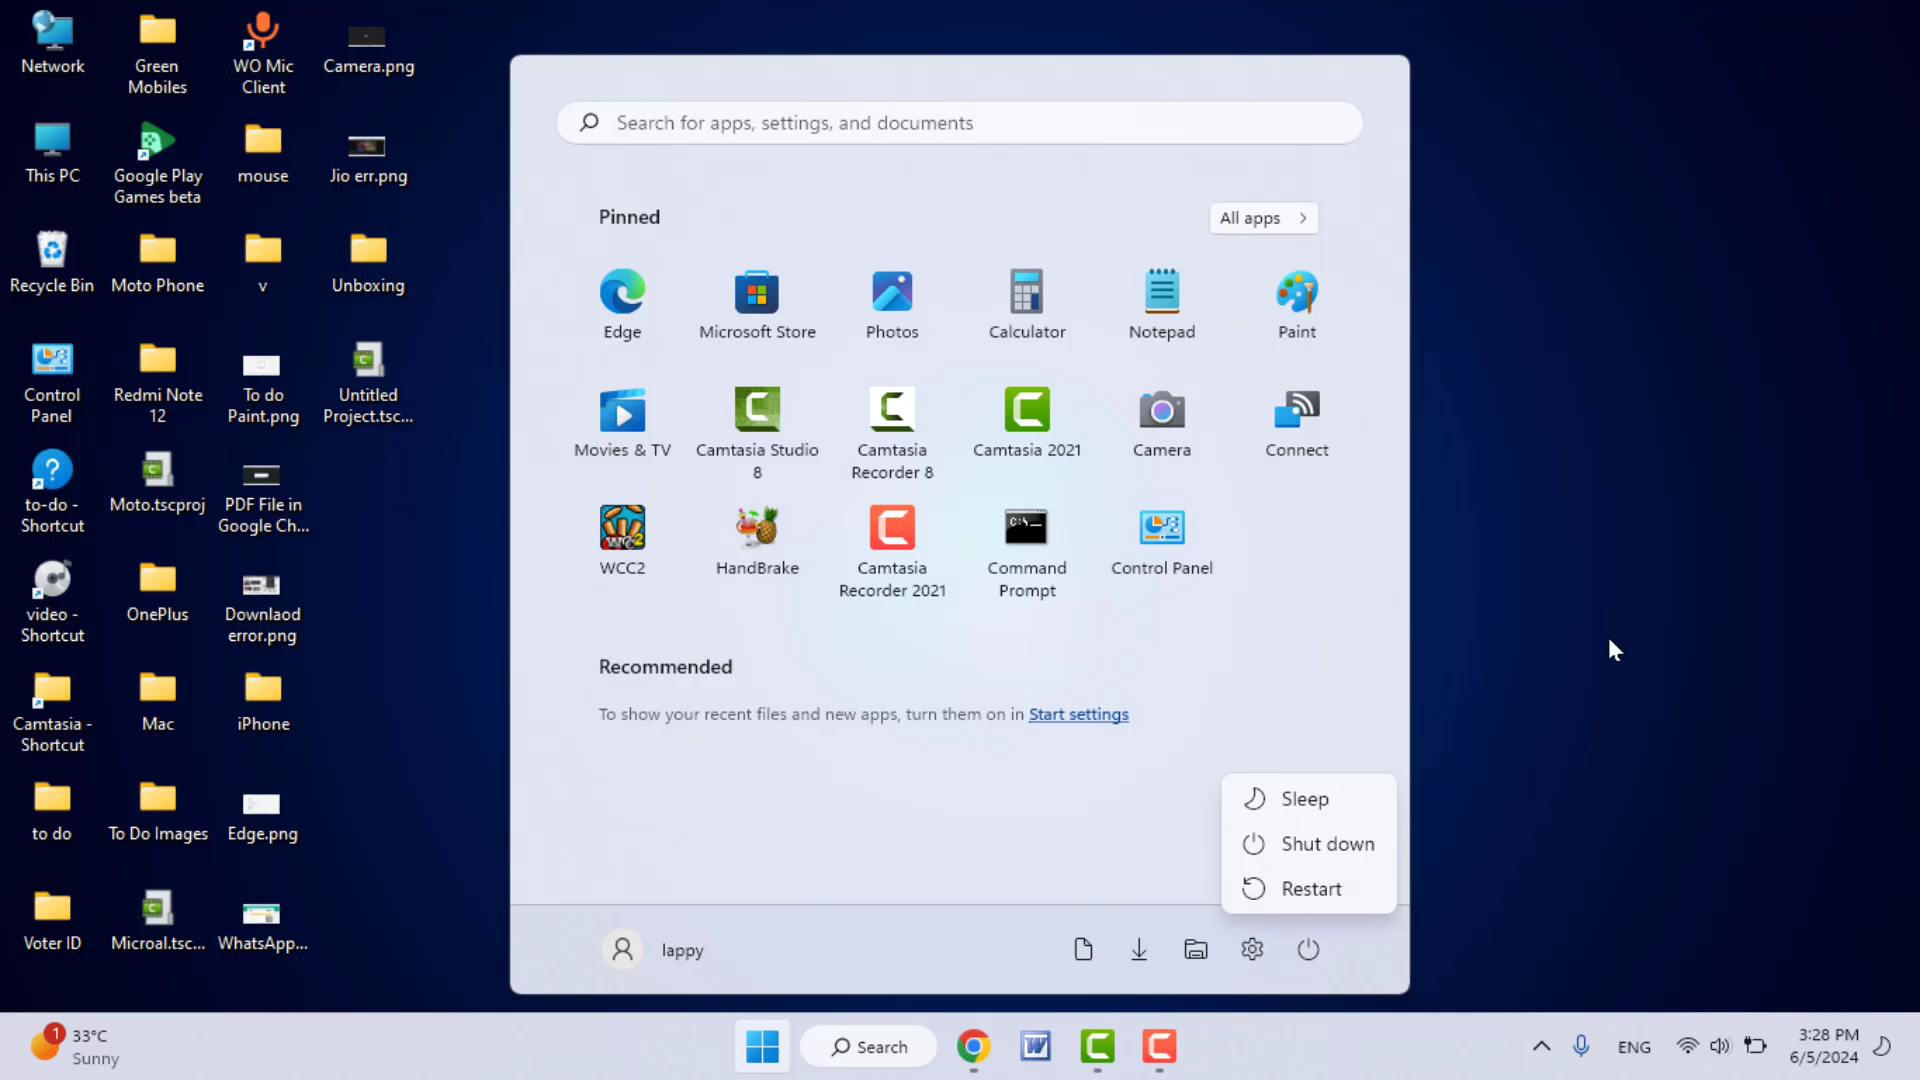 Network
Green
Mobiles
WO Mic
Client
Camera.png
This PC
Google Play
Games beta
mouse
Jio err.png
Recycle Bin
Moto Phone
v
Unboxing
Control
Panel
Redmi Note
12
To do
Paint.png
Untitled
Project.tsc...
to-do -
Shortcut
Moto.tscproj
PDF File in
Google Ch...
video -
Shortcut
OnePlus
Downlaod
error.png
Camtasia -
Shortcut
Mac
iPhone
to do
To Do Images
Edge.png
Voter ID
Microal.tsc...
WhatsApp...
Search for apps, settings, and documents
Pinned
All apps
Edge
Microsoft Store
Photos
Calculator
Notepad
Paint
Movies & TV
Camtasia Studio
8
Camtasia
Recorder 8
Camtasia 2021
Camera
Connect
WCC2
HandBrake
Camtasia
Recorder 2021
C:\_
Command
Prompt
Control Panel
Recommended
To show your recent files and new apps, turn them on in Start settings
Sleep
Shut down
Restart
lappy
1
33°C
Sunny
Search
W
ENG
3:28 PM
6/5/2024